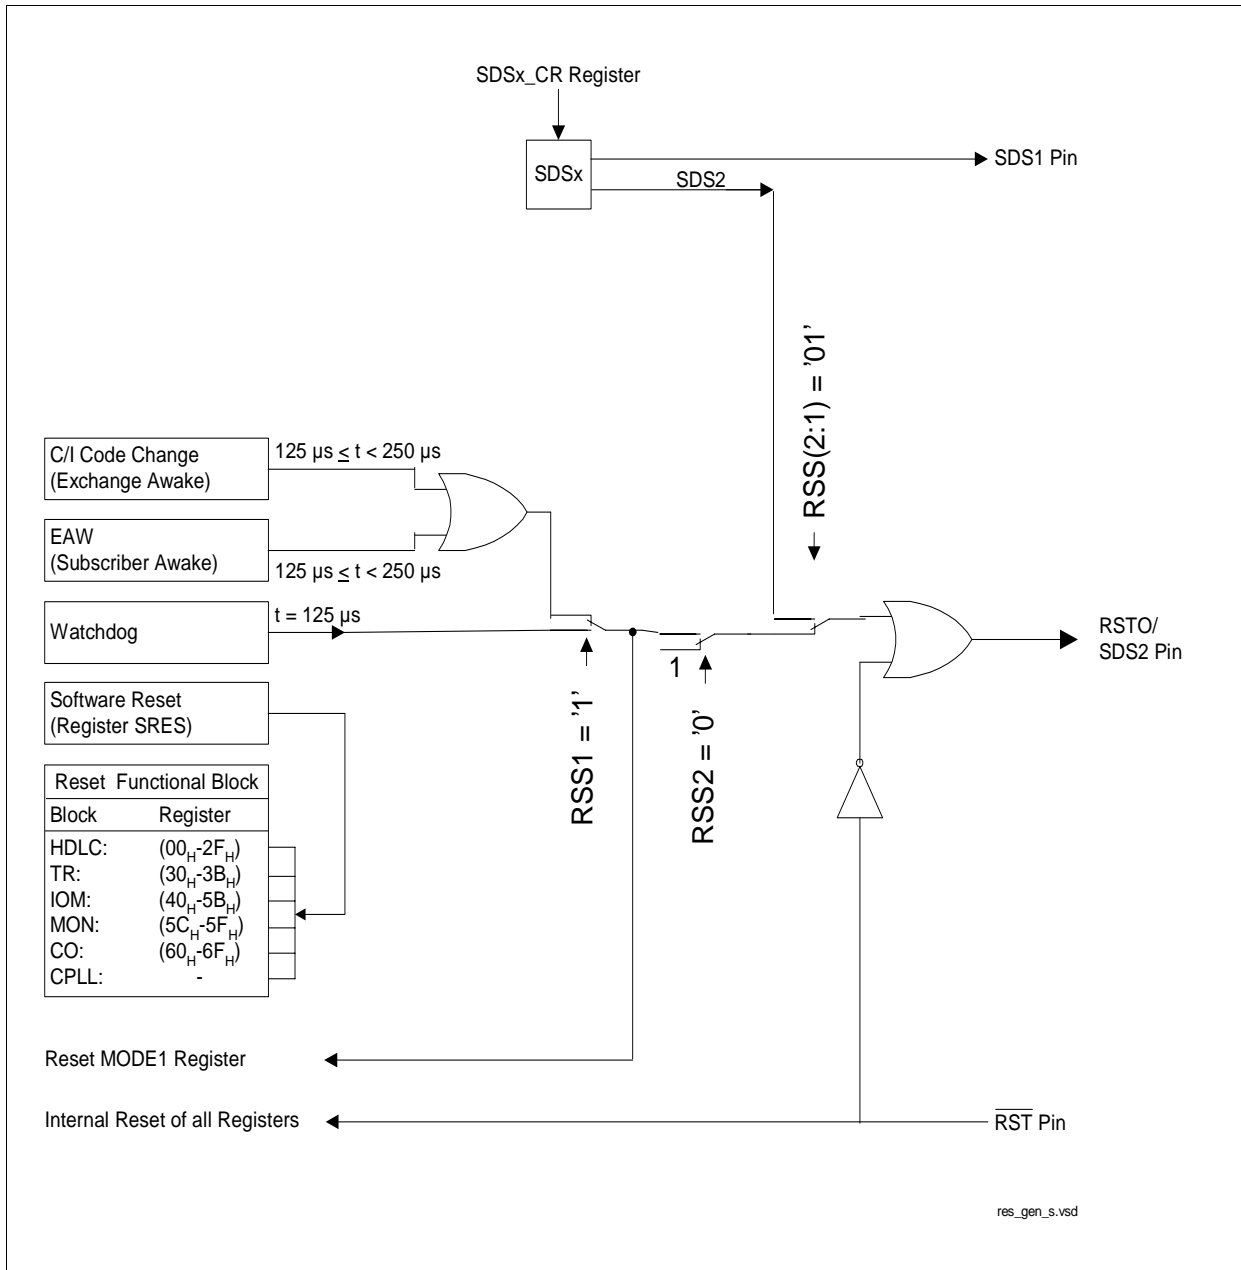 SDSx_CR Register
SDSx
SDS1 Pin
SDS2
RSS(2:1) = '01'
C/I Code Change
(Exchange Awake)
125 µs ≤ t < 250 µs
EAW
(Subscriber Awake)
125 µs ≤ t < 250 µs
Watchdog
t = 125 µs
1
RSS1 = '1'
RSS2 = '0'
RSTO/
SDS2 Pin
Software Reset
(Register SRES)
Reset Functional Block
Block Register
HDLC: (00H-2FH)
TR: (30H-3BH)
IOM: (40H-5BH)
MON: (5CH-5FH)
CO: (60H-6FH)
CPLL: -
Reset MODE1 Register
Internal Reset of all Registers
RST Pin
res_gen_s.vsd